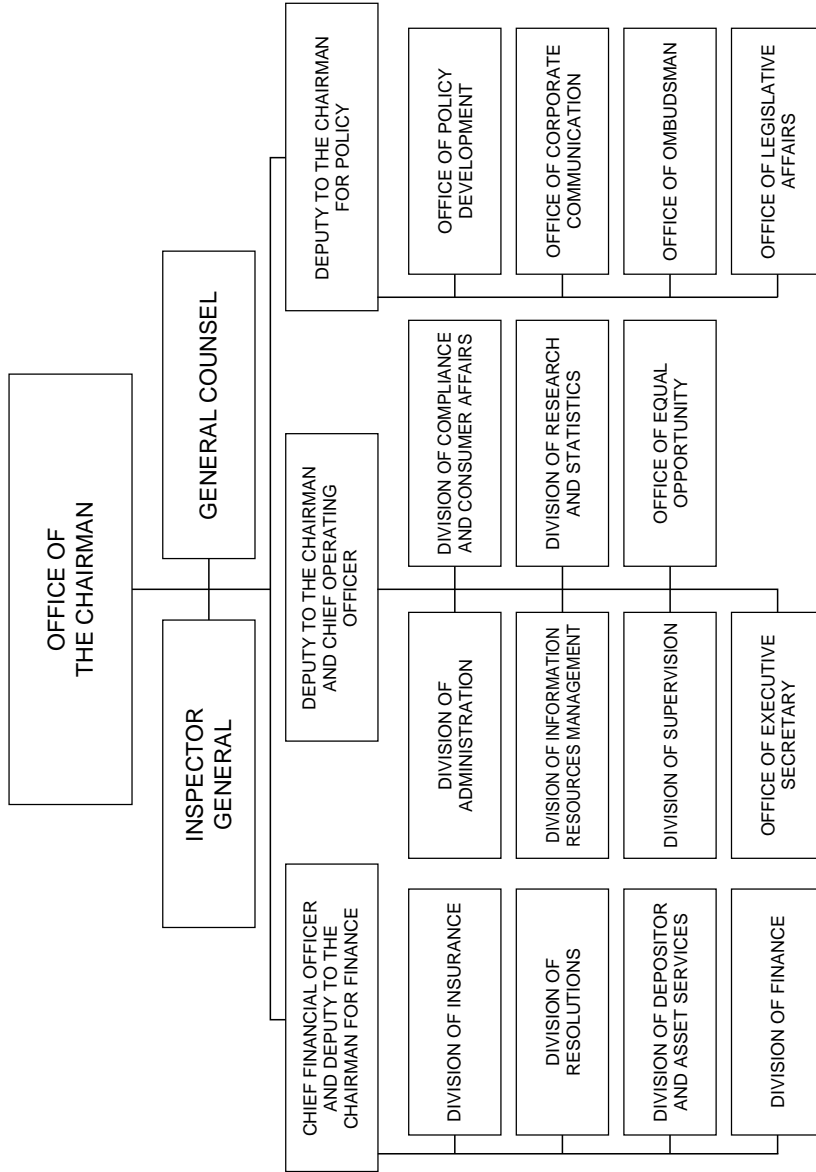 OFFICE OF
THE CHAIRMAN
INSPECTOR
GENERAL
GENERAL COUNSEL
CHIEF FINANCIAL OFFICER
AND DEPUTY TO THE
CHAIRMAN FOR FINANCE
DEPUTY TO THE CHAIRMAN
AND CHIEF OPERATING
OFFICER
DEPUTY TO THE CHAIRMAN
FOR POLICY
DIVISION OF INSURANCE
DIVISION OF
RESOLUTIONS
DIVISION OF DEPOSITOR
AND ASSET SERVICES
DIVISION OF FINANCE
DIVISION OF
ADMINISTRATION
DIVISION OF INFORMATION
RESOURCES MANAGEMENT
DIVISION OF SUPERVISION
OFFICE OF EXECUTIVE
SECRETARY
DIVISION OF COMPLIANCE
AND CONSUMER AFFAIRS
DIVISION OF RESEARCH
AND STATISTICS
OFFICE OF EQUAL
OPPORTUNITY
OFFICE OF POLICY
DEVELOPMENT
OFFICE OF CORPORATE
COMMUNICATION
OFFICE OF OMBUDSMAN
OFFICE OF LEGISLATIVE
AFFAIRS